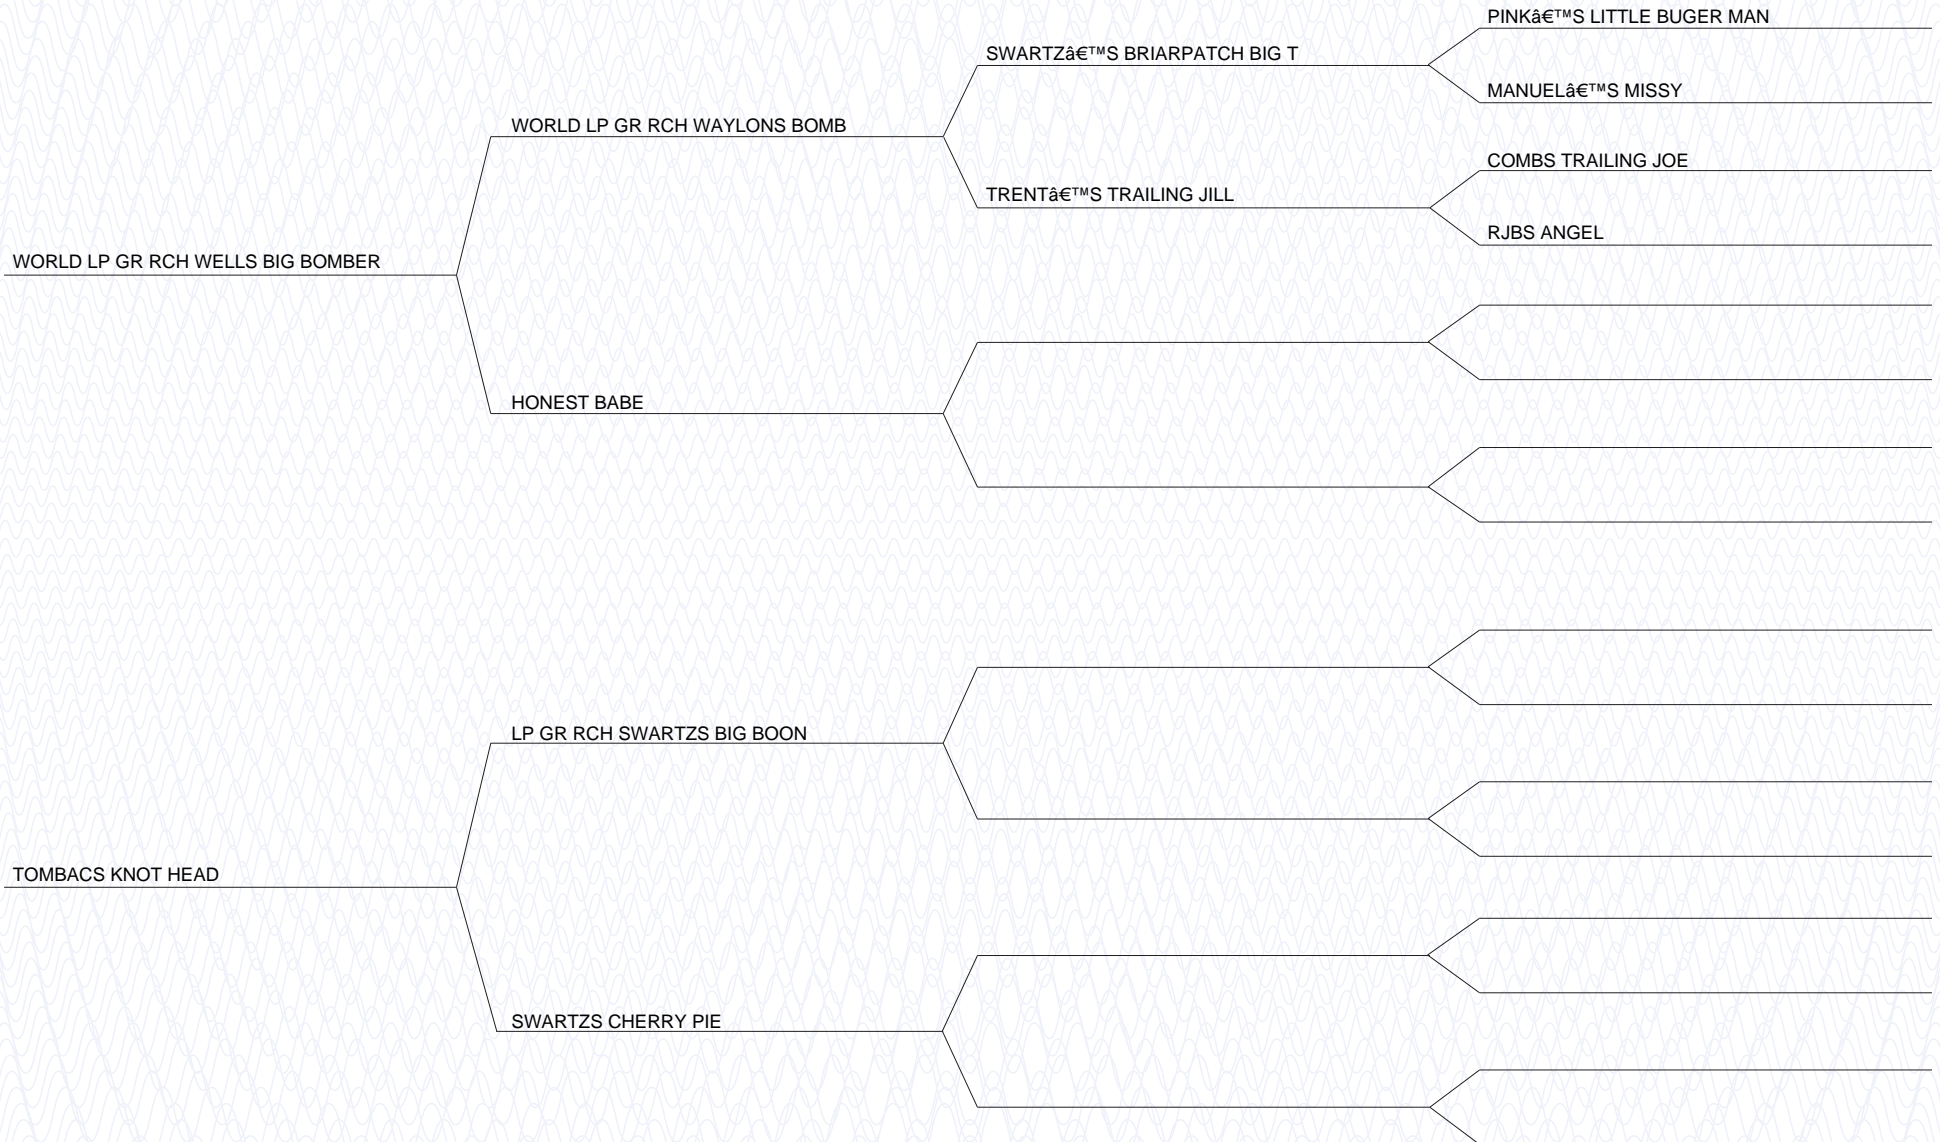 PINKâ€™S LITTLE BUGER MAN
SWARTZâ€™S BRIARPATCH BIG T
MANUELâ€™S MISSY
WORLD LP GR RCH WAYLONS BOMB
COMBS TRAILING JOE
TRENTâ€™S TRAILING JILL
RJBS ANGEL
WORLD LP GR RCH WELLS BIG BOMBER
HONEST BABE
LP GR RCH SWARTZS BIG BOON
TOMBACS KNOT HEAD
SWARTZS CHERRY PIE